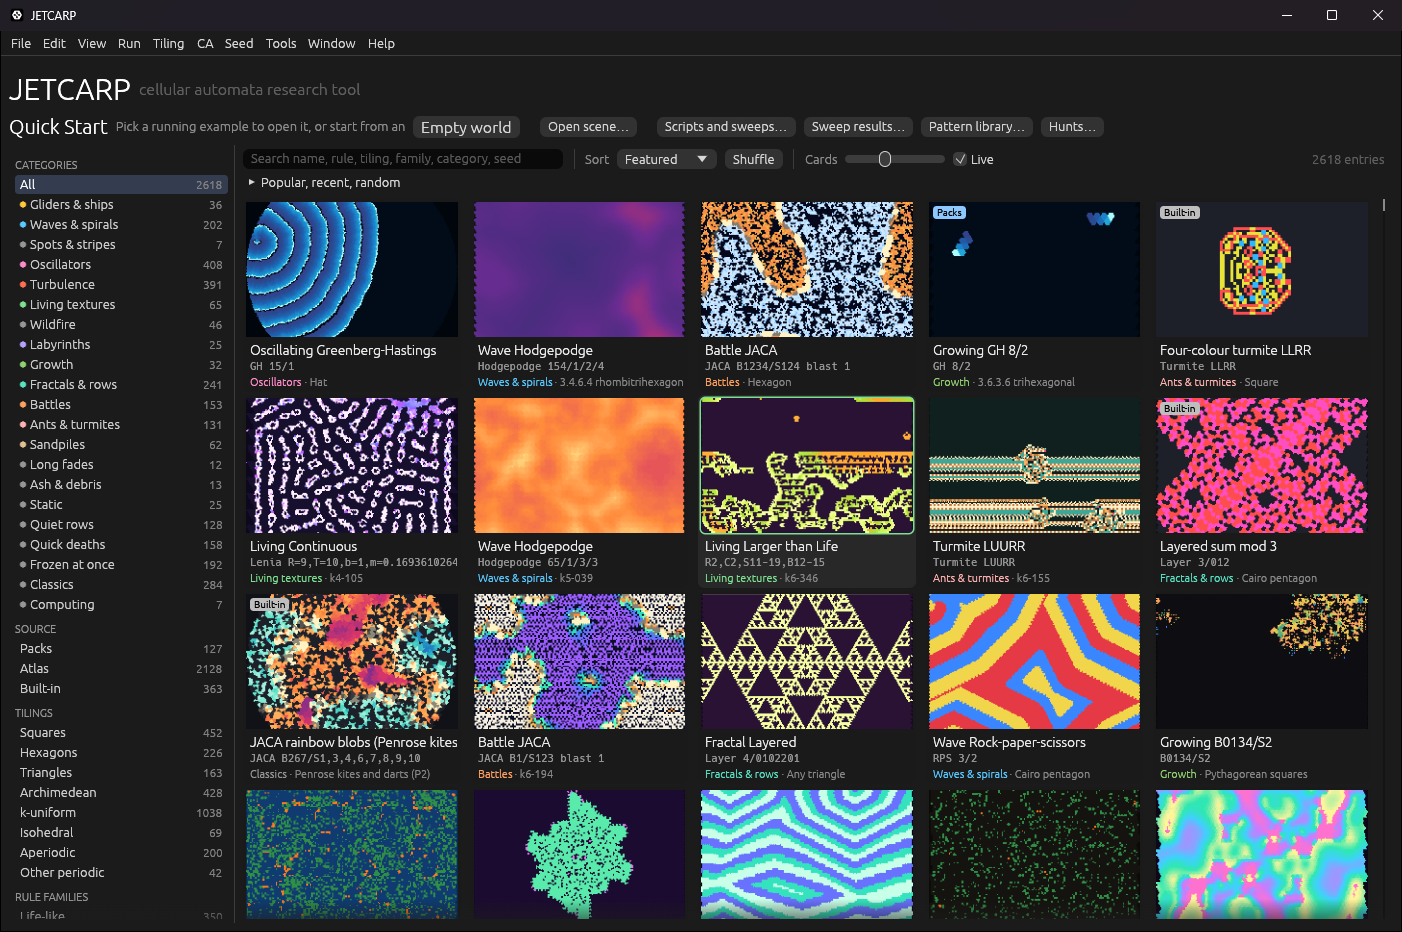 JETCARP
File Edit View Run Tiling CA Seed Tools Window Help
JETCARP cellular automata research tool
Quick Start Pick a running example to open it, or start from an Empty world Open scene... Scripts and sweeps... Sweep results... Pattern library... Hunts...
CATEGORIES
All 2618
Gliders & ships 36
Waves & spirals 202
Spots & stripes 7
Oscillators 408
Turbulence 391
Living textures 65
Wildfire 46
Labyrinths 25
Growth 32
Fractals & rows 241
Battles 153
Ants & turmites 131
Sandpiles 62
Long fades 12
Ash & debris 13
Static 25
Quiet rows 128
Quick deaths 158
Frozen at once 192
Classics 284
Computing 7
SOURCE
Packs 127
Atlas 2128
Built-in 363
TILINGS
Squares 452
Hexagons 226
Triangles 163
Archimedean 428
k-uniform 1038
Isohedral 69
Aperiodic 200
Other periodic 42
RULE FAMILIES
Life-like 350
Search name, rule, tiling, family, category, seed Sort Featured Shuffle Cards Live 2618 entries
Popular, recent, random
Oscillating Greenberg-Hastings
GH 15/1
Oscillators · Hat
Wave Hodgepodge
Hodgepodge 154/1/2/4
Waves & spirals · 3.4.6.4 rhombitrihexagon
Battle JACA
JACA B1234/S124 blast 1
Battles · Hexagon
Packs
Growing GH 8/2
GH 8/2
Growth · 3.6.3.6 trihexagonal
Built-in
Four-colour turmite LLRR
Turmite LLRR
Ants & turmites · Square
Living Continuous
Lenia R=9,T=10,b=1,m=0.1693610264
Living textures · k4-105
Wave Hodgepodge
Hodgepodge 65/1/3/3
Waves & spirals · k5-039
Living Larger than Life
R2,C2,S11-19,B12-15
Living textures · k6-346
Turmite LUURR
Turmite LUURR
Ants & turmites · k6-155
Built-in
Layered sum mod 3
Layer 3/012
Fractals & rows · Cairo pentagon
Built-in
JACA rainbow blobs (Penrose kites
JACA B267/S1,3,4,6,7,8,9,10
Classics · Penrose kites and darts (P2)
Battle JACA
JACA B1/S123 blast 1
Battles · k6-194
Fractal Layered
Layer 4/0102201
Fractals & rows · Any triangle
Wave Rock-paper-scissors
RPS 3/2
Waves & spirals · Cairo pentagon
Growing B0134/S2
B0134/S2
Growth · Pythagorean squares